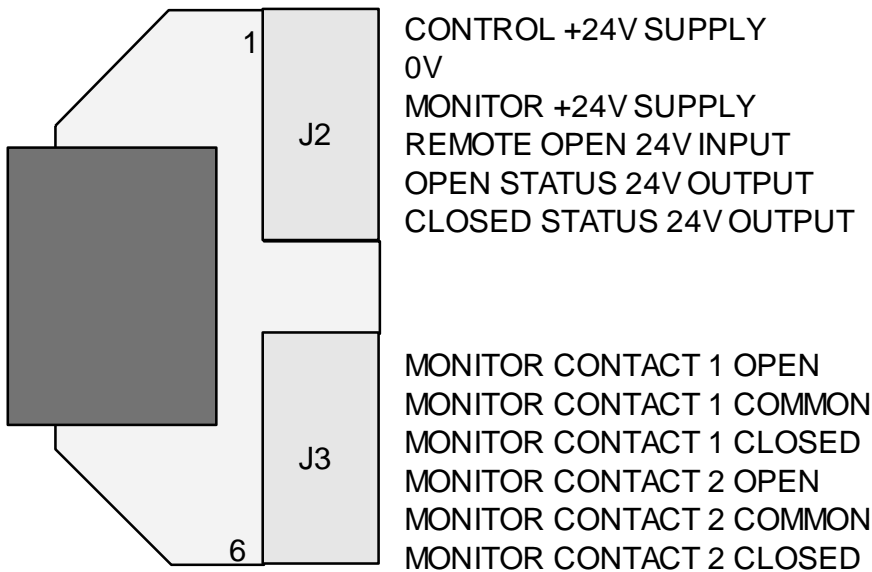 1
J2
CONTROL +24V SUPPLY
0V
MONITOR +24V SUPPLY
REMOTE OPEN 24V INPUT
OPEN STATUS 24V OUTPUT
CLOSED STATUS 24V OUTPUT
J3
6
MONITOR CONTACT 1 OPEN
MONITOR CONTACT 1 COMMON
MONITOR CONTACT 1 CLOSED
MONITOR CONTACT 2 OPEN
MONITOR CONTACT 2 COMMON
MONITOR CONTACT 2 CLOSED